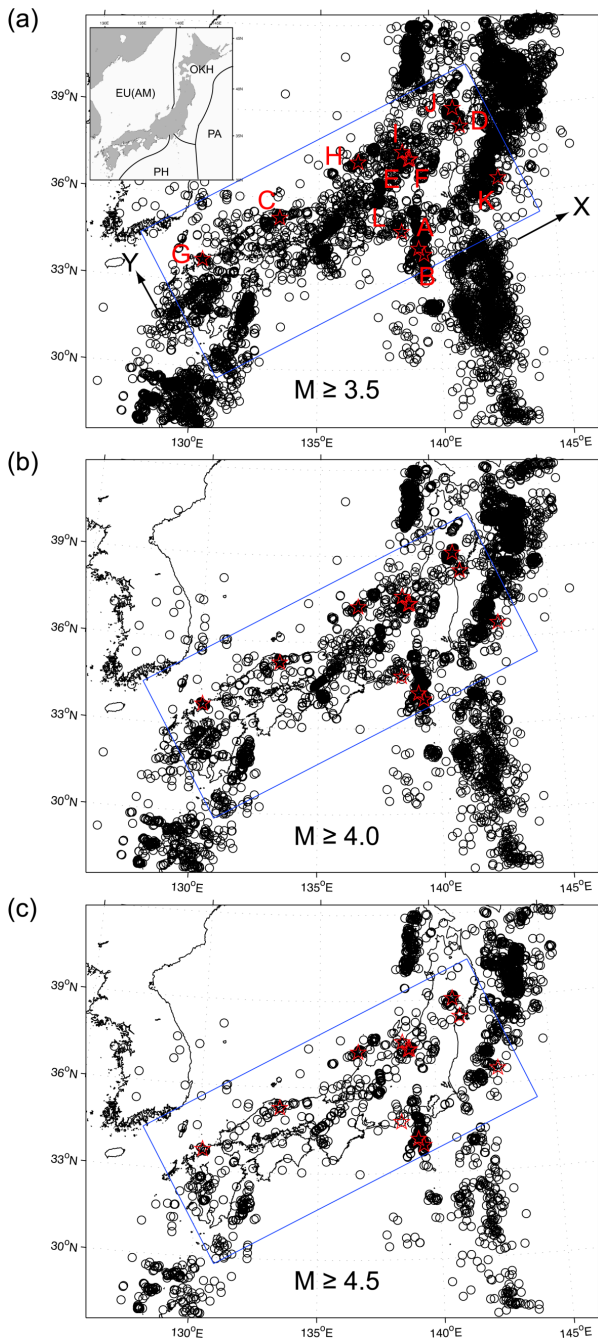 (a)
EU(AM)
OKH
PA
PH
39°N
36°N
33°N
30°N
J
D
I
H
E
F
K
C
L
A
G
B
X
Y
M ≥ 3.5
130°E
135°E
140°E
145°E
(b)
39°N
36°N
33°N
30°N
M ≥ 4.0
130°E
135°E
140°E
145°E
(c)
39°N
36°N
33°N
30°N
M ≥ 4.5
130°E
135°E
140°E
145°E